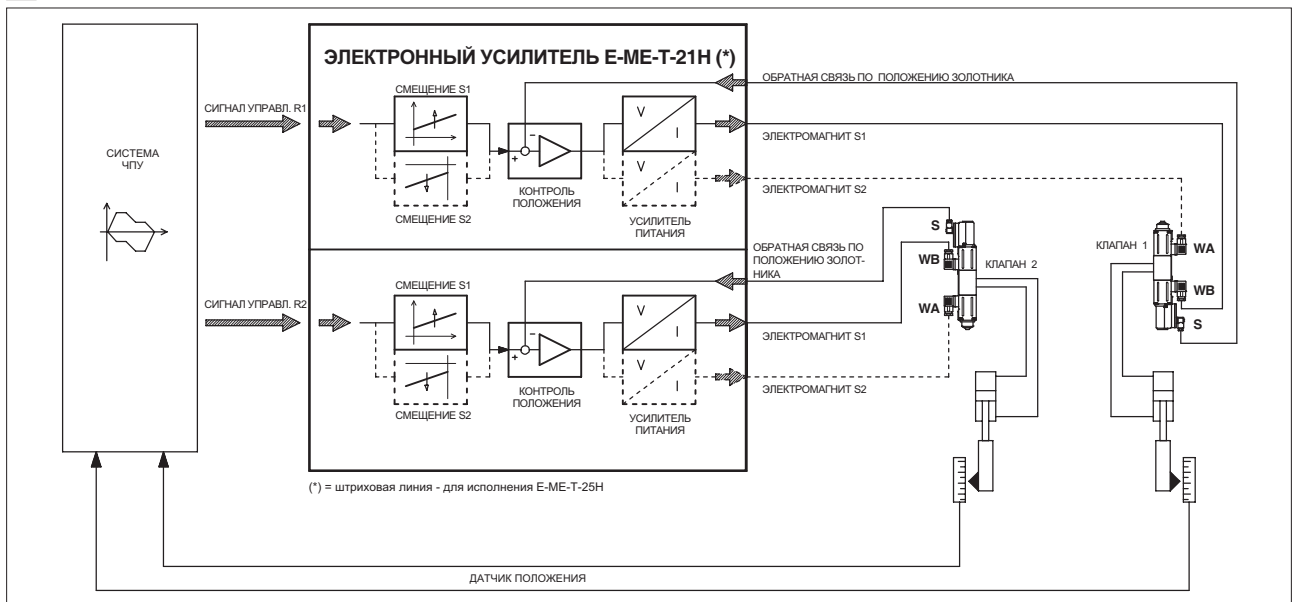 ЭЛЕКТРОННЫЙ УСИЛИТЕЛЬ E-ME-T-21H (*)
СИСТЕМА
ЧПУ
СИГНАЛ УПРАВЛ. R1
СМЕЩЕНИЕ S1
СМЕЩЕНИЕ S2
+
-
КОНТРОЛЬ
ПОЛОЖЕНИЯ
V
I
V
I
УСИЛИТЕЛЬ
ПИТАНИЯ
ОБРАТНАЯ СВЯЗЬ ПО ПОЛОЖЕНИЮ ЗОЛОТНИКА
ЭЛЕКТРОМАГНИТ S1
ЭЛЕКТРОМАГНИТ S2
СИГНАЛ УПРАВЛ. R2
СМЕЩЕНИЕ S1
СМЕЩЕНИЕ S2
+
-
КОНТРОЛЬ
ПОЛОЖЕНИЯ
V
I
V
I
УСИЛИТЕЛЬ
ПИТАНИЯ
ОБРАТНАЯ СВЯЗЬ ПО
ПОЛОЖЕНИЮ ЗОЛОТ-
НИКА
ЭЛЕКТРОМАГНИТ S1
ЭЛЕКТРОМАГНИТ S2
S
WB
КЛАПАН 2
WA
КЛАПАН 1
WA
WB
S
(*) = штриховая линия - для исполнения E-ME-T-25H
ДАТЧИК ПОЛОЖЕНИЯ